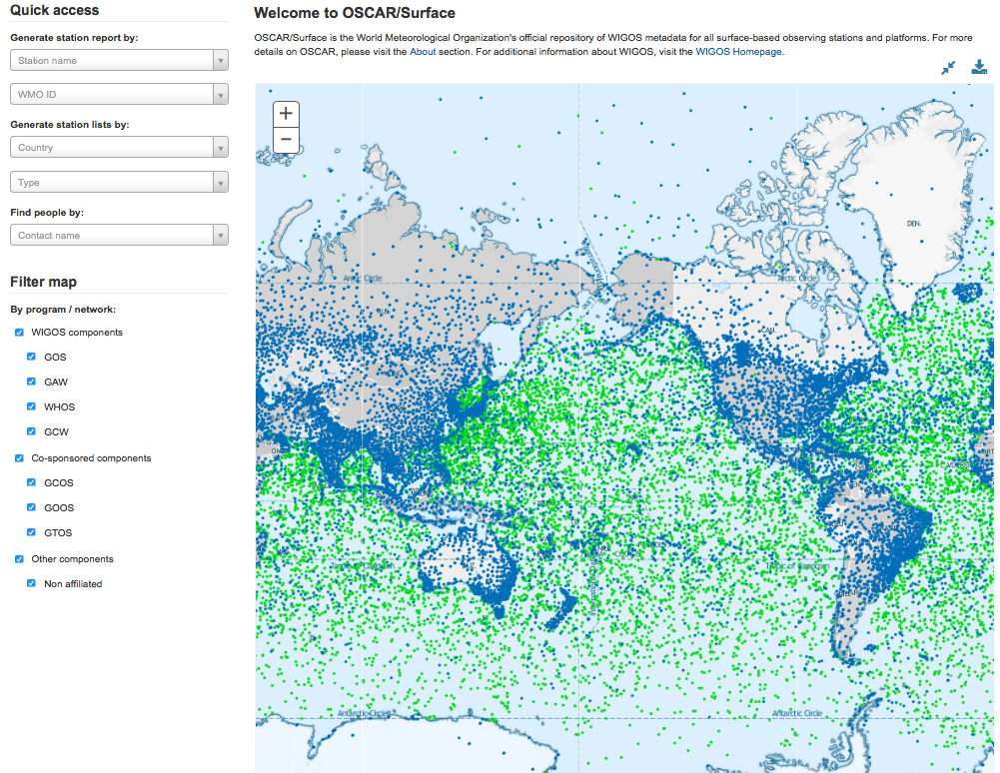 Quick access
Generate station report by:
Station name
WMO ID
Generate station lists by:
Country
Type
Find people by:
Contact name
Filter map
By program / network:
WIGOS components
GOS
GAW
WHOS
GCW
Co-sponsored components
GCOS
GOOS
GTOS
Other components
Non affiliated
Welcome to OSCAR/Surface
OSCAR/Surface is the World Meteorological Organization's official repository of WIGOS metadata for all surface-based observing stations and platforms. For more
details on OSCAR, please visit the About section. For additional information about WIGOS, visit the WIGOS Homepage.
+
−
DEN.
Arctic Circle
Arctic Circle
CAN.
Tropic of Capricorn
Tropic of Capricorn
Antarctic Circle
Antarctic Circle